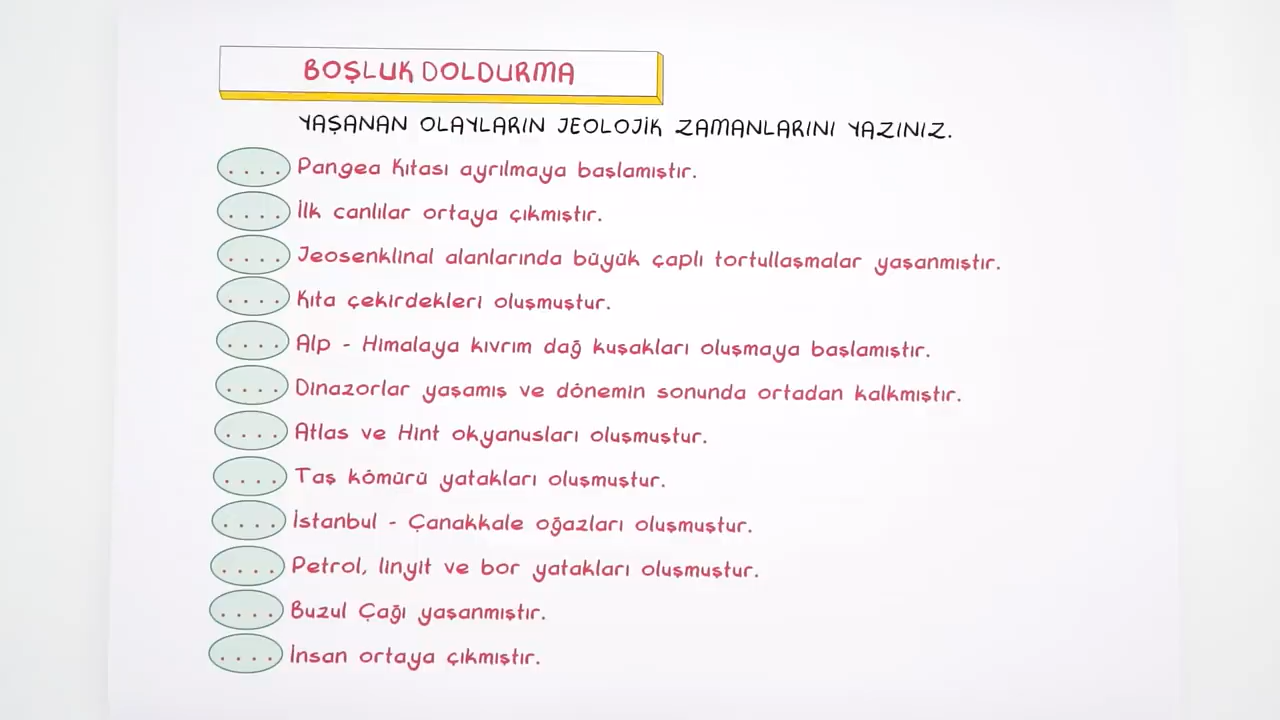 BOŞLUK DOLDURMA
YAŞANAN OLAYLARIN JEOLOJİK ZAMANLARINI YAZINIZ.
.... Pangea Kıtası ayrılmaya başlamıştır.
.... İlk canlılar ortaya çıkmıştır.
.... Jeosenklinal alanlarında büyük çaplı tortullaşmalar yaşanmıştır.
.... Kıta çekirdekleri oluşmuştur.
.... Alp - Himalaya kıvrım dağ kuşakları oluşmaya başlamıştır.
.... Dinazorlar yaşamış ve dönemin sonunda ortadan kalkmıştır.
.... Atlas ve Hint okyanusları oluşmuştur.
.... Taş kömürü yatakları oluşmuştur.
.... İstanbul - Çanakkale oğazları oluşmuştur.
.... Petrol, linyit ve bor yatakları oluşmuştur.
.... Buzul Çağı yaşanmıştır.
.... İnsan ortaya çıkmıştır.